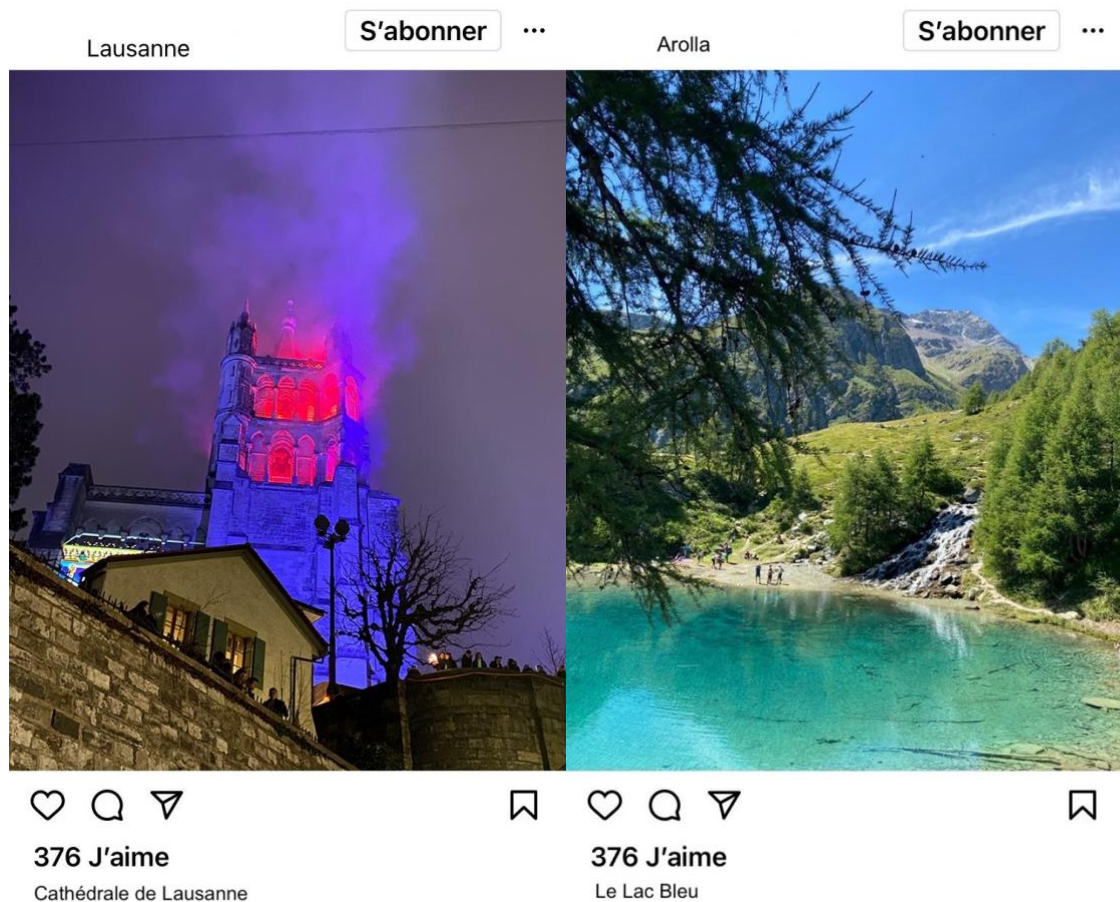 Lausanne
S’abonner
376 J’aime
Cathédrale de Lausanne
Arolla
S’abonner
376 J’aime
Le Lac Bleu